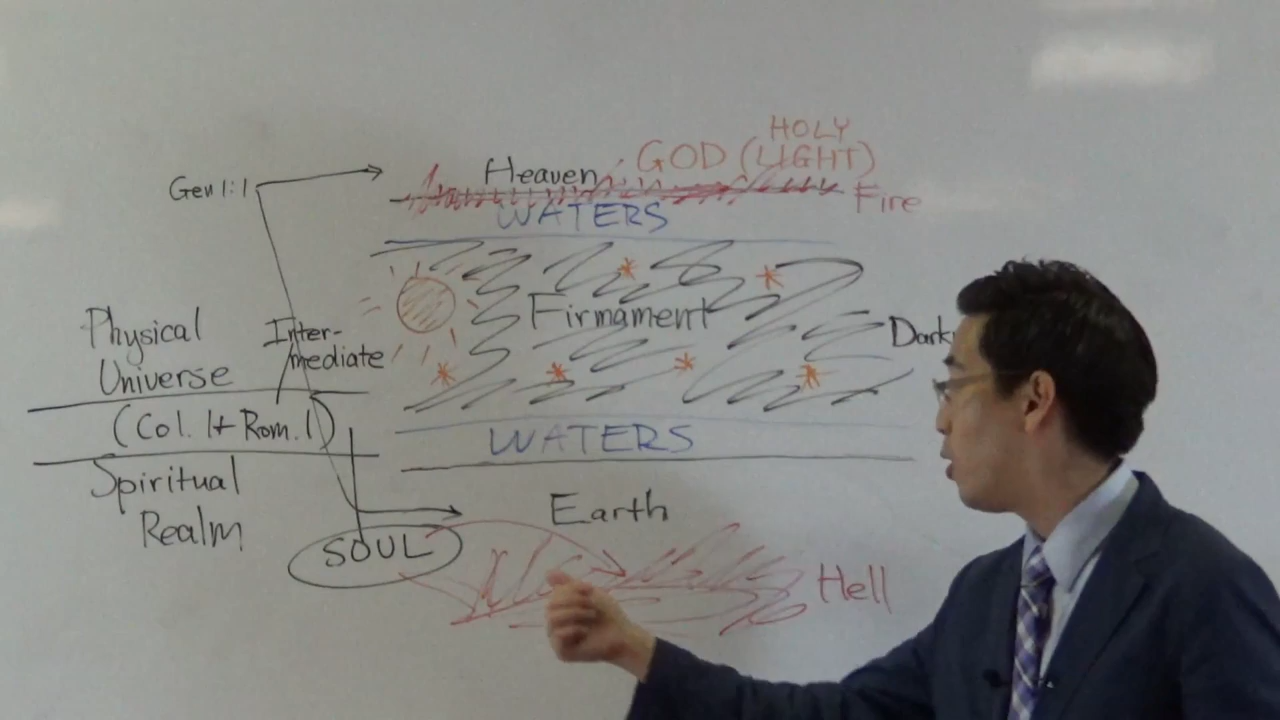 HOLY
GOD (LIGHT)
Heaven
Gen 1:1
Fire
WATERS
Firmament
Physical
Universe
Inter-
mediate
Dark
(Col. 1 + Rom. 1)
WATERS
Spiritual
Realm
Earth
SOUL
Hell